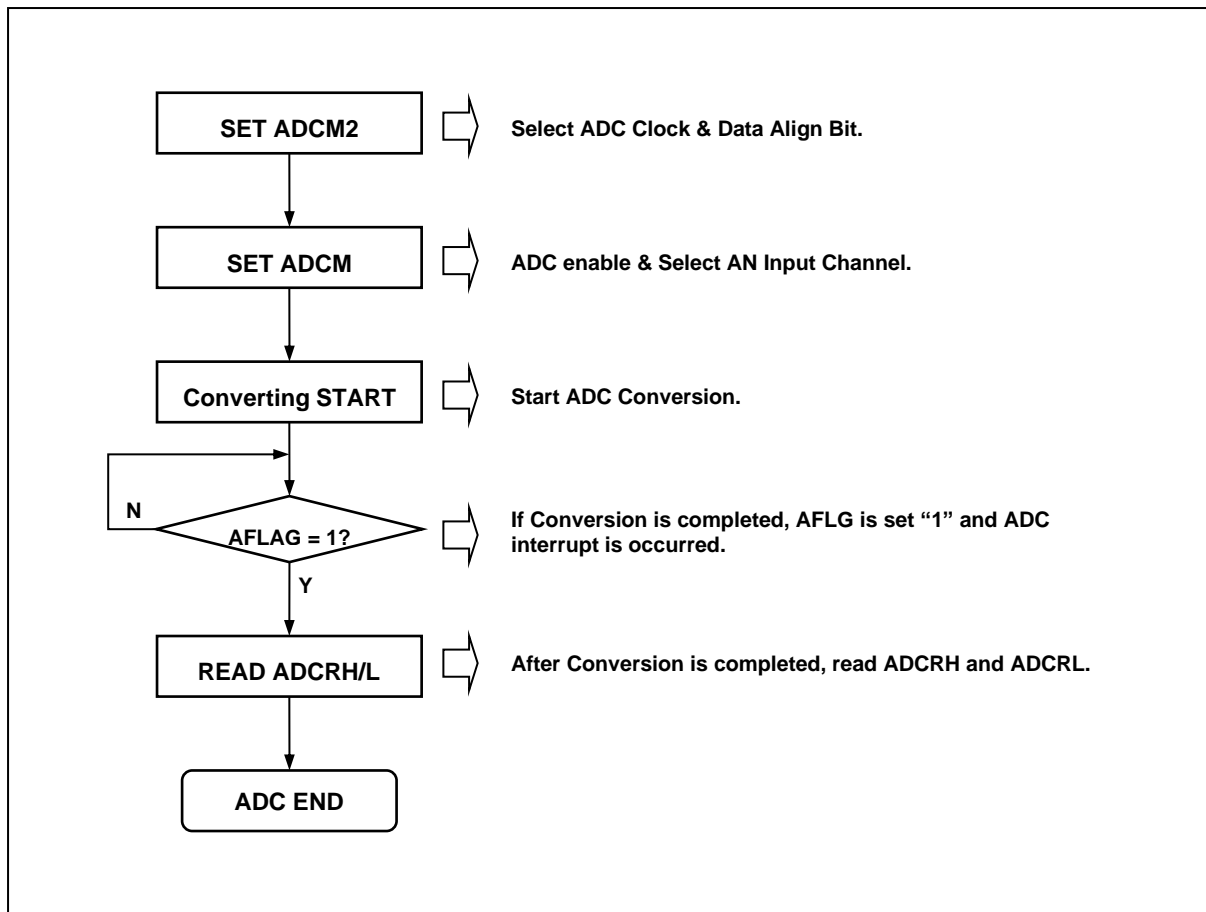 SET ADCM2
Select ADC Clock & Data Align Bit.
SET ADCM
ADC enable & Select AN Input Channel.
Converting START
Start ADC Conversion.
N
AFLAG = 1?
If Conversion is completed, AFLG is set “1” and ADC
interrupt is occurred.
Y
READ ADCRH/L
After Conversion is completed, read ADCRH and ADCRL.
ADC END